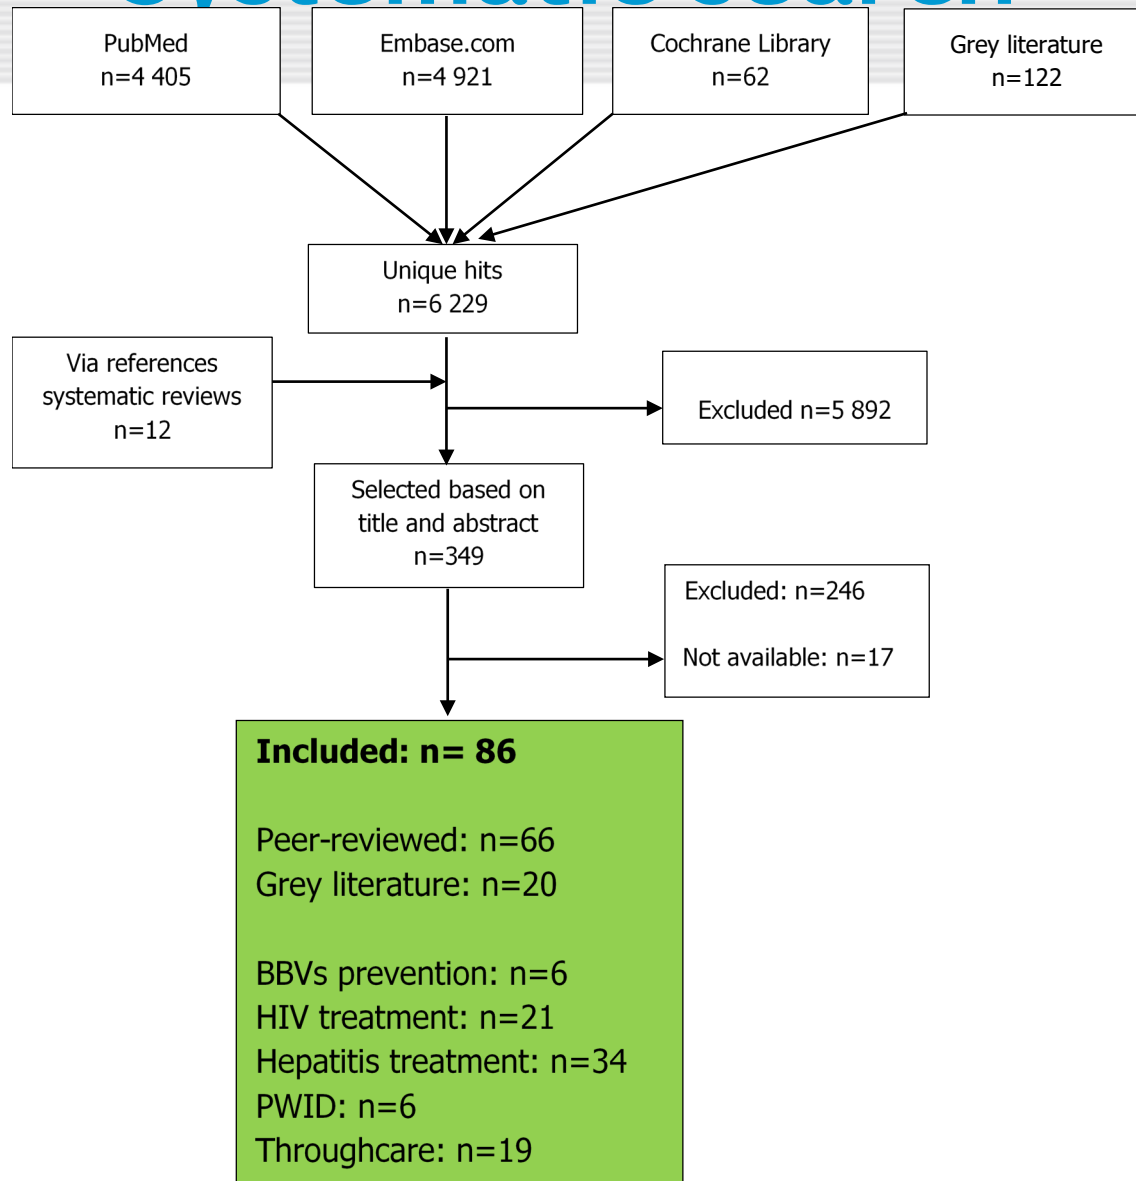 Systematic search
PubMed
n=4 405
Embase.com
n=4 921
Cochrane Library
n=62
Grey literature
n=122
Unique hits
n=6 229
Via references
systematic reviews
n=12
Excluded n=5 892
Selected based on
title and abstract
n=349
Excluded: n=246
Not available: n=17
Included: n= 86
Peer-reviewed: n=66
Grey literature: n=20
BBVs prevention: n=6
HIV treatment: n=21
Hepatitis treatment: n=34
PWID: n=6
Throughcare: n=19